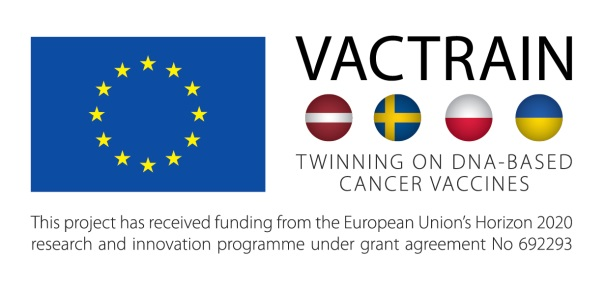 VACTRAIN
TWINNING ON DNA-BASED
CANCER VACCINES
This project has received funding from the European Union's Horizon 2020
research and innovation programme under grant agreement No 692293